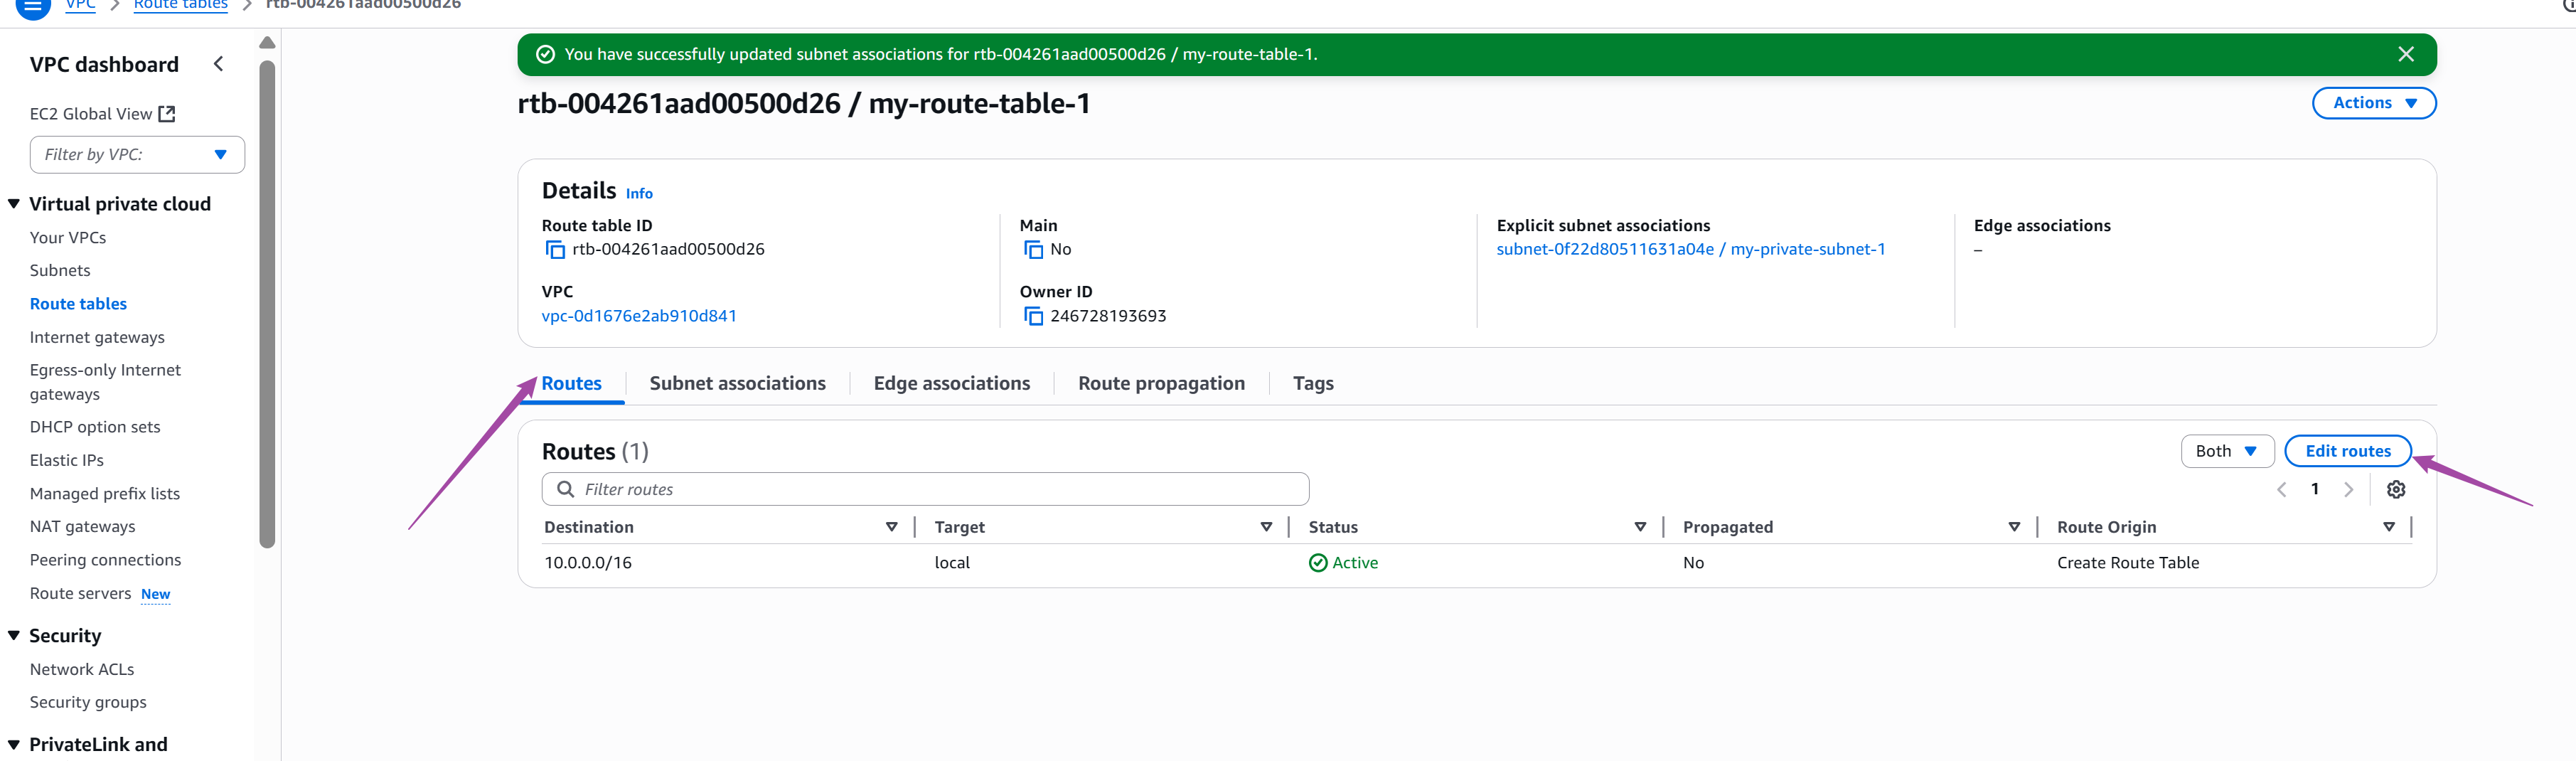 VPC > Route tables > rtb-004261aad00500d26
VPC dashboard
EC2 Global View
Filter by VPC:
Virtual private cloud
Your VPCs
Subnets
Route tables
Internet gateways
Egress-only Internet
gateways
DHCP option sets
Elastic IPs
Managed prefix lists
NAT gateways
Peering connections
Route servers New
Security
Network ACLs
Security groups
PrivateLink and
You have successfully updated subnet associations for rtb-004261aad00500d26 / my-route-table-1.
rtb-004261aad00500d26 / my-route-table-1
Actions
Details Info
Route table ID
rtb-004261aad00500d26
Main
No
Explicit subnet associations
subnet-0f22d80511631a04e / my-private-subnet-1
Edge associations
–
VPC
vpc-0d1676e2ab910d841
Owner ID
246728193693
Routes Subnet associations Edge associations Route propagation Tags
Routes (1)
Both
Edit routes
Filter routes
1
Destination Target Status Propagated Route Origin
10.0.0.0/16 local Active No Create Route Table